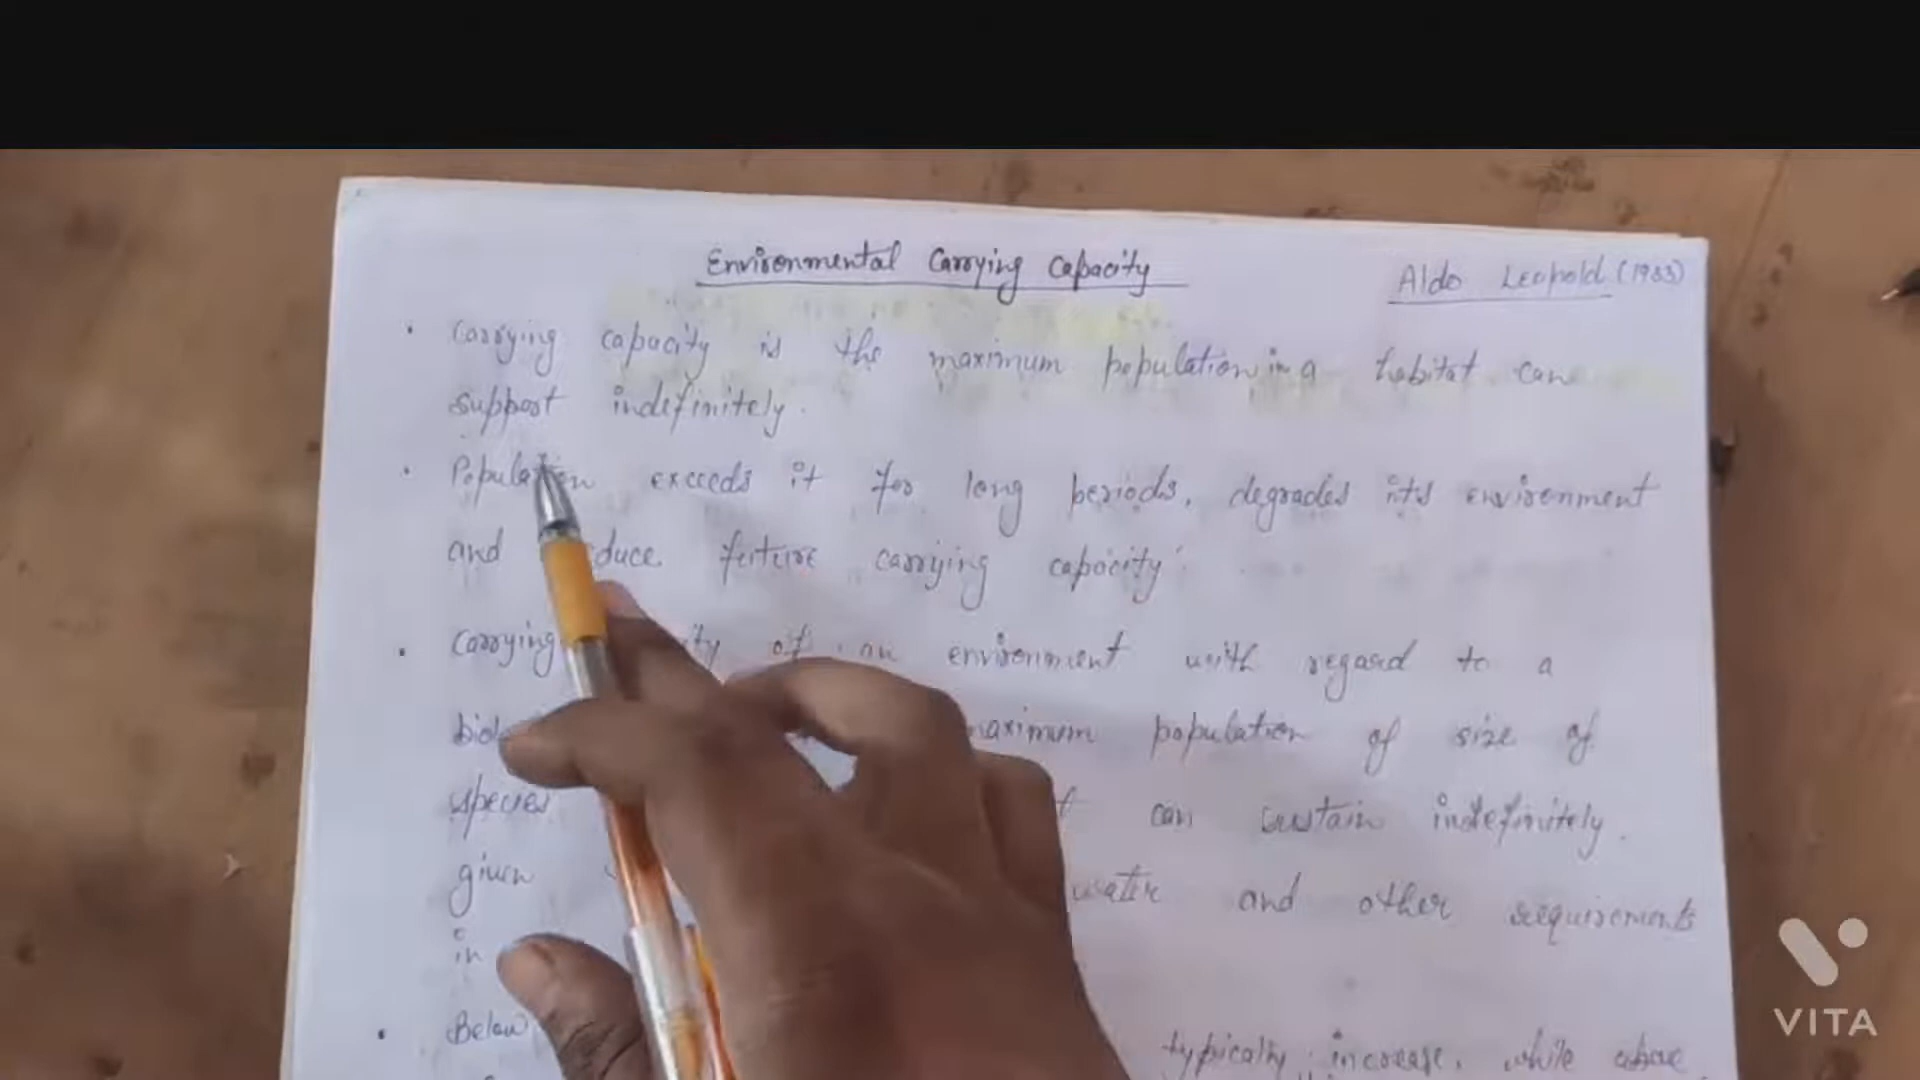 Environmental Carrying Capacity
Aldo Leopold (1933)
• Carrying capacity is the maximum population in a habitat can
support indefinitely.
• Population exceeds it for long periods, degrades its environment
and duce future carrying capacity.
• Carrying ity of an environment with regard to a
maximum population of size of
species can sustain indefinitely.
given water and other requirements
in
• Below typically increase, while above
VITA